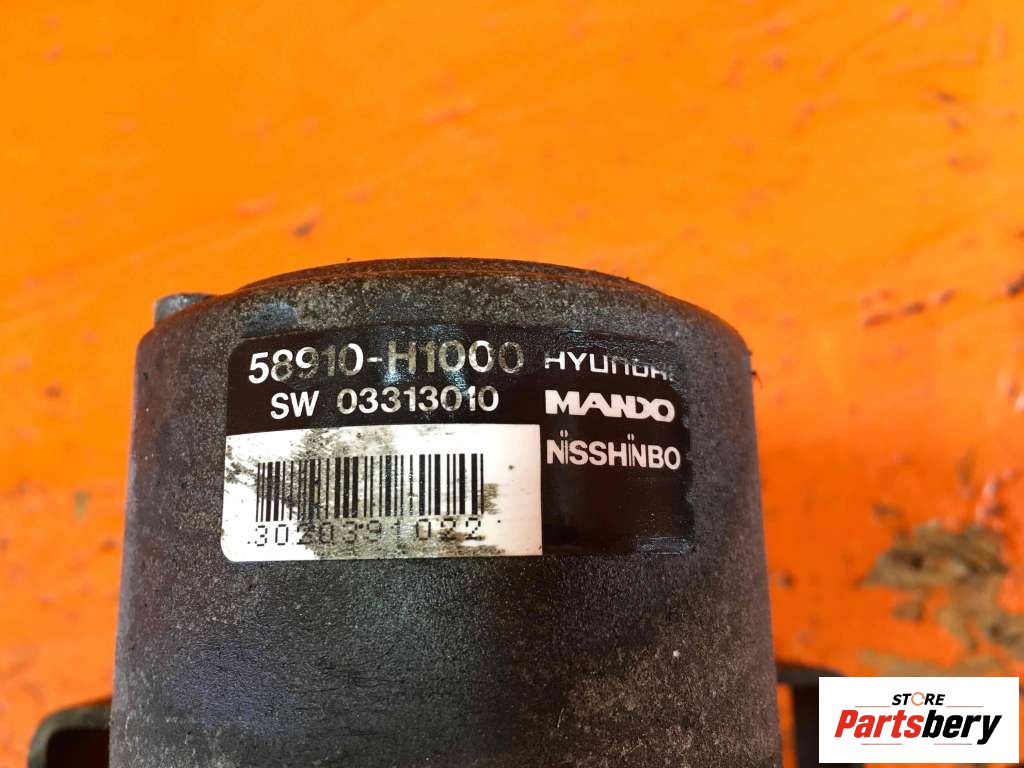 58910-H1000
HYUNDAI
SW 03313010
MANDO
NISSHINBO
3020391022
STORE
Partsbery